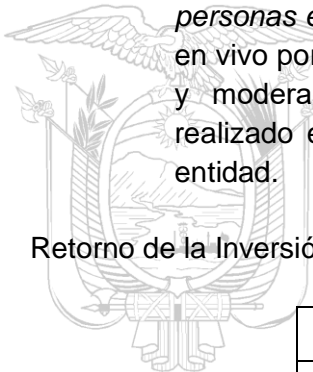 personas e
en vivo por
y modera
realizado e
entidad.
Retorno de la Inversió